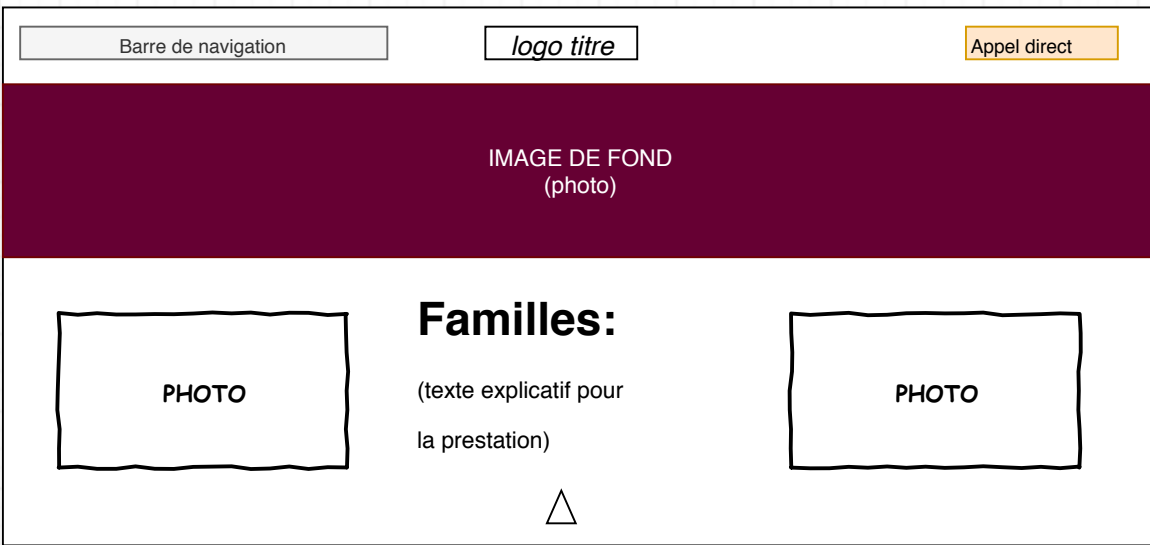 Barre de navigation
logo titre
Appel direct
IMAGE DE FOND
(photo)
Familles:
PHOTO
(texte explicatif pour
la prestation)
PHOTO